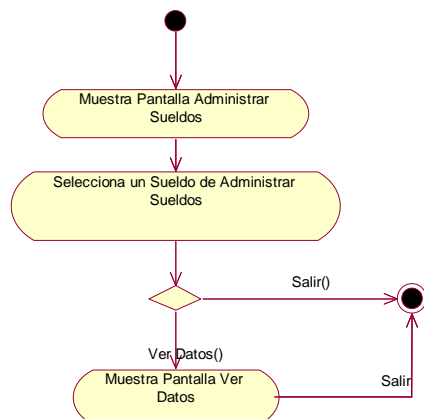 Muestra Pantalla Administrar
Sueldos
Selecciona un Sueldo de Administrar
Sueldos
Salir()
Ver Datos()
Muestra Pantalla Ver
Datos
Salir